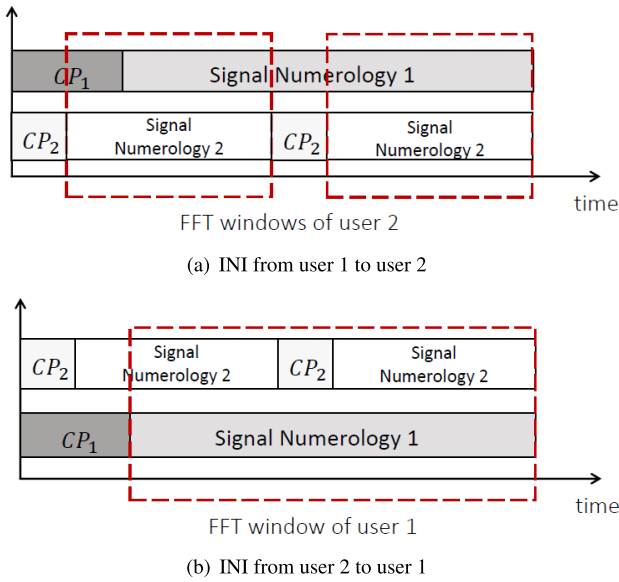 CP₁ Signal Numerology 1
CP₂ Signal Numerology 2 CP₂ Signal Numerology 2
time
FFT windows of user 2
(a) INI from user 1 to user 2
CP₂ Signal Numerology 2 CP₂ Signal Numerology 2
CP₁ Signal Numerology 1
time
FFT window of user 1
(b) INI from user 2 to user 1